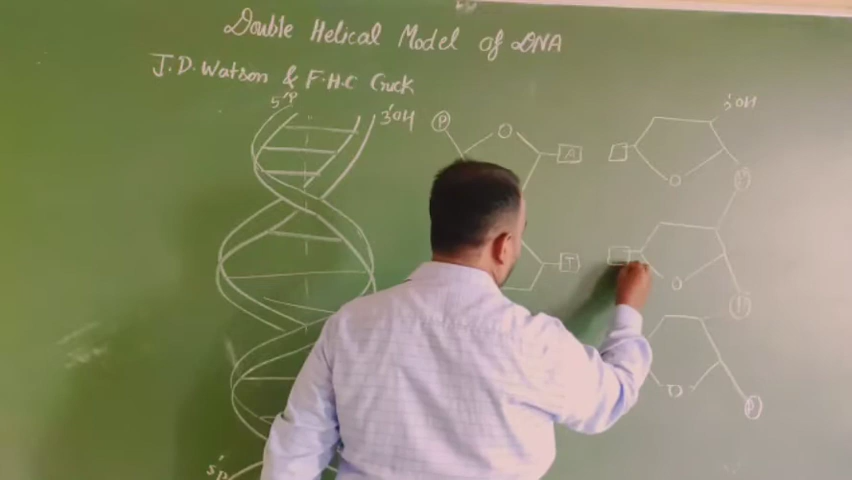 Double Helical Model of DNA
J.D. Watson & F.H.C Crick
5'P
3'OH
P
O
A
3'OH
O
P
T
O
P
O
P
5'P